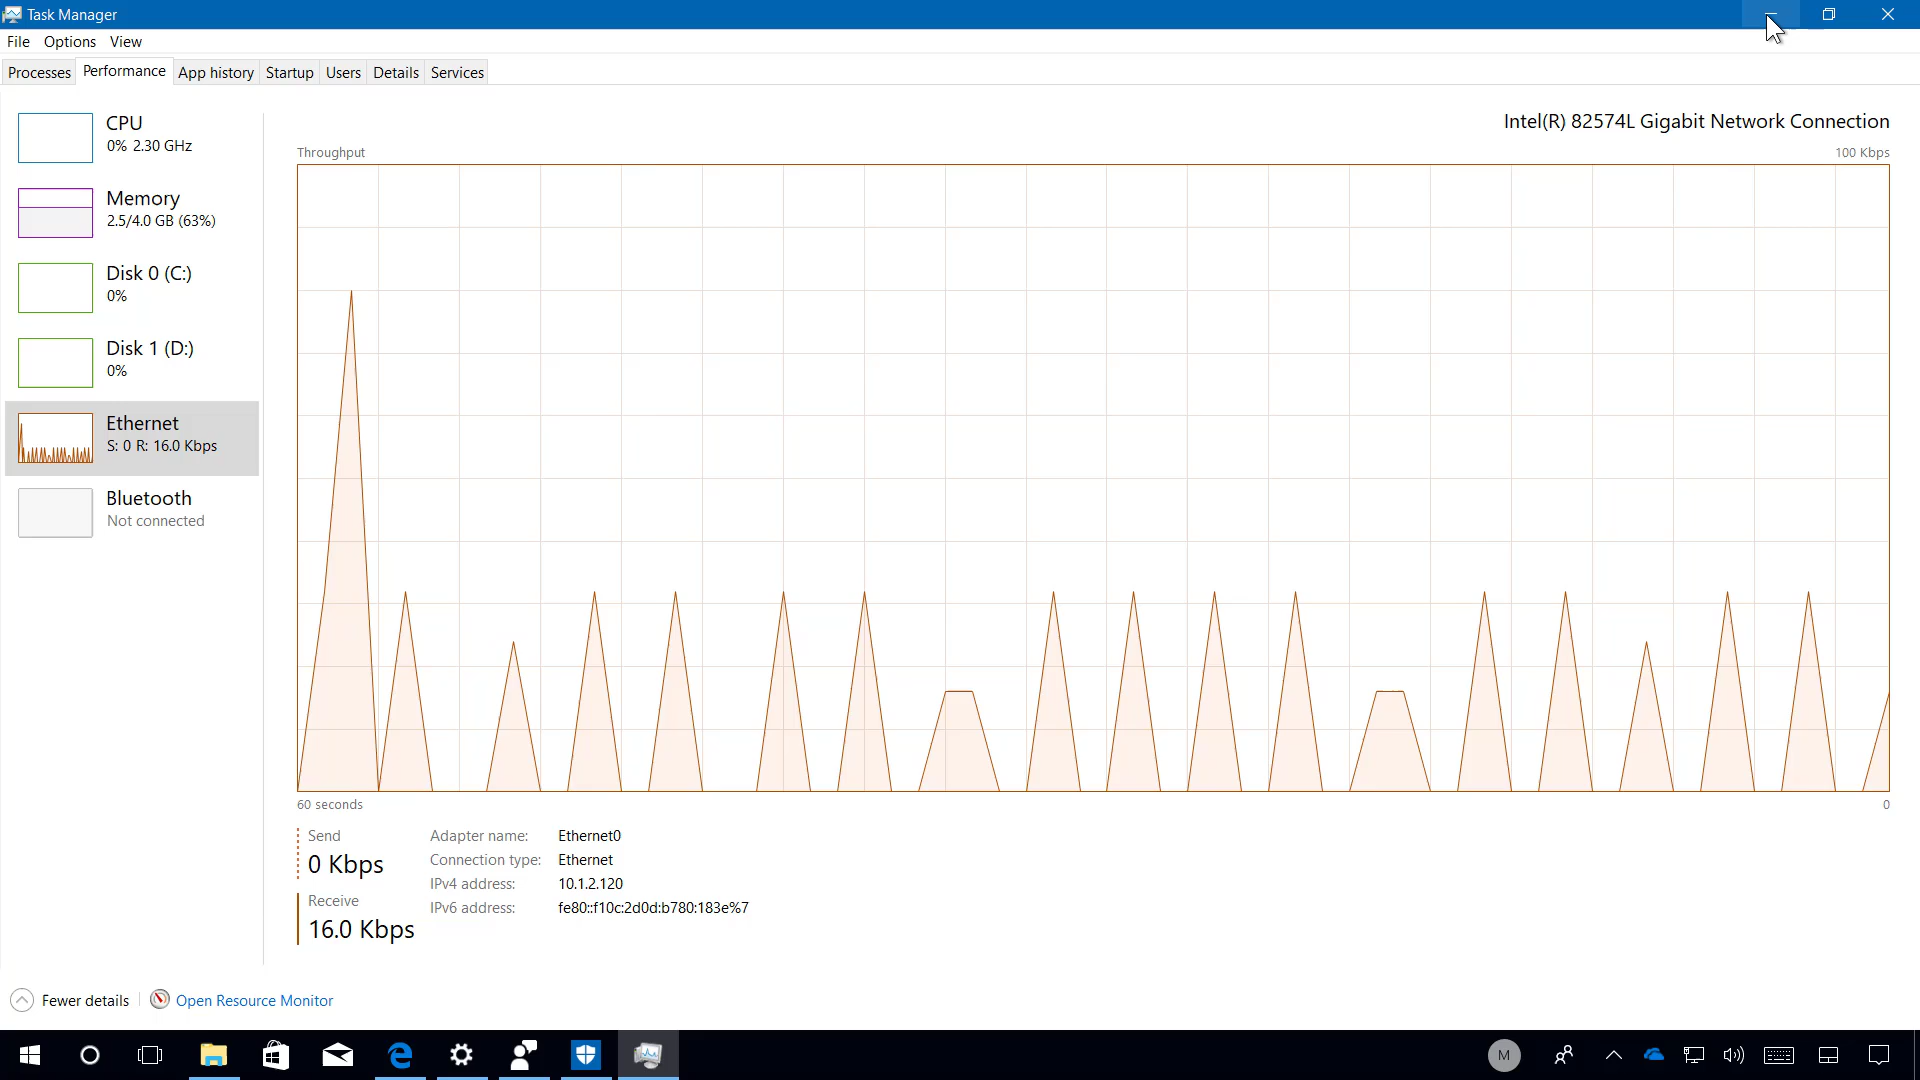 Task Manager
File Options View
Processes Performance App history Startup Users Details Services
CPU
0% 2.30 GHz
Memory
2.5/4.0 GB (63%)
Disk 0 (C:)
0%
Disk 1 (D:)
0%
Ethernet
S: 0 R: 16.0 Kbps
Bluetooth
Not connected
Intel(R) 82574L Gigabit Network Connection
Throughput 100 Kbps
60 seconds 0
Send
0 Kbps
Receive
16.0 Kbps
Adapter name: Ethernet0
Connection type: Ethernet
IPv4 address: 10.1.2.120
IPv6 address: fe80::f10c:2d0d:b780:183e%7
Fewer details Open Resource Monitor
M